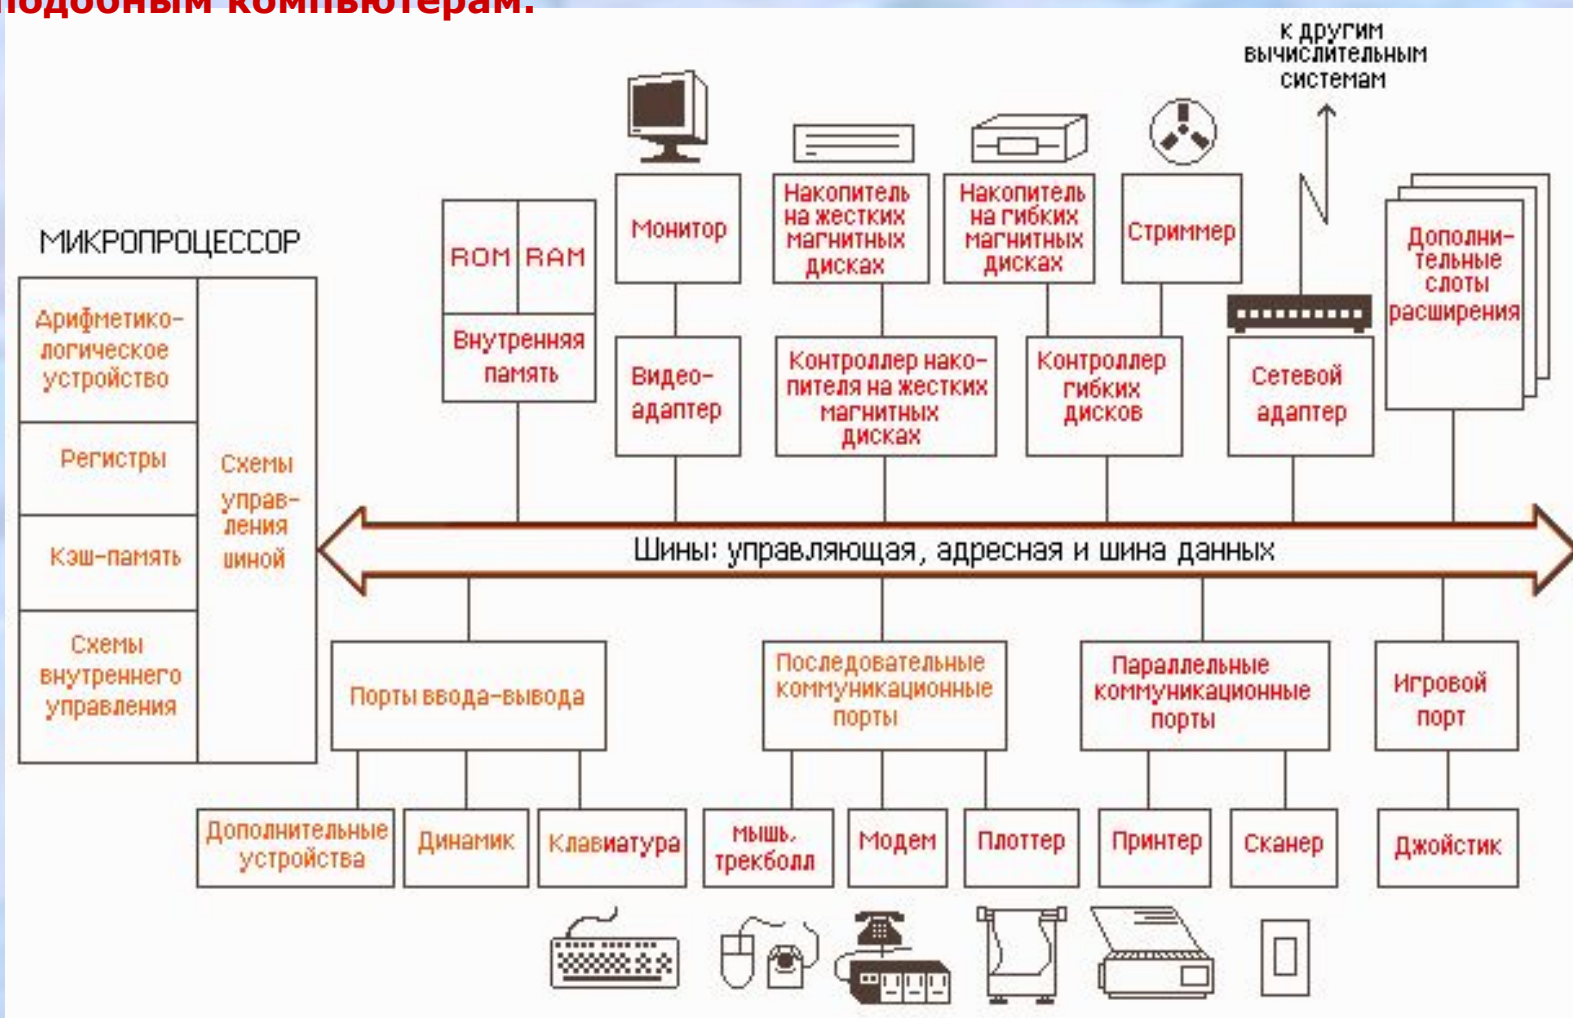 подобным компьютерам.
к другим
вычислительным
системам
МИКРОПРОЦЕССОР
Арифметико-
логическое
устройство
Регистры
Кэш-память
Схемы
внутреннего
управления
Схемы
управ-
ления
шиной
ROM
RAM
Внутренняя
память
Монитор
Видео-
адаптер
Накопитель
на жестких
магнитных
дисках
Контроллер нако-
пителя на жестких
магнитных
дисках
Накопитель
на гибких
магнитных
дисках
Стриммер
Контроллер
гибких
дисков
Сетевой
адаптер
Дополни-
тельные
слоты
расширения
Шины: управляющая, адресная и шина данных
Порты ввода-вывода
Последовательные
коммуникационные
порты
Параллельные
коммуникационные
порты
Игровой
порт
Дополнительные
устройства
Динамик
Клавиатура
мышь,
трекболл
Модем
Плоттер
Принтер
Сканер
Джойстик